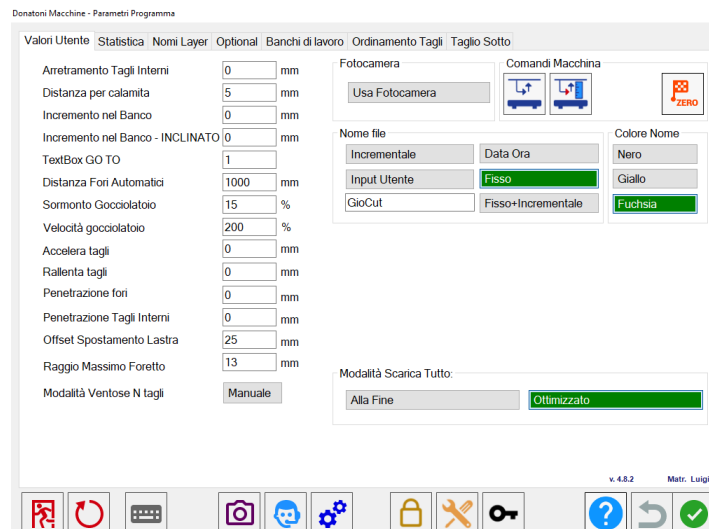 Donatoni Macchine - Parametri Programma
Valori Utente Statistica Nomi Layer Optional Banchi di lavoro Ordinamento Tagli Taglio Sotto
Arretramento Tagli Interni 0 mm
Distanza per calamita 5 mm
Incremento nel Banco 0 mm
Incremento nel Banco - INCLINATO 0 mm
TextBox GO TO 1
Distanza Fori Automatici 1000 mm
Sormonto Gocciolatoio 15 %
Velocità gocciolatoio 200 %
Accelera tagli 0 mm
Rallenta tagli 0 mm
Penetrazione fori 0 mm
Penetrazione Tagli Interni 0 mm
Offset Spostamento Lastra 25 mm
Raggio Massimo Foretto 13 mm
Modalità Ventose N tagli Manuale
Fotocamera
Usa Fotocamera
Comandi Macchina
ZERO
Nome file
Incrementale Data Ora
Input Utente Fisso
GioCut Fisso+Incrementale
Colore Nome
Nero
Giallo
Fuchsia
Modalità Scarica Tutto:
Alla Fine Ottimizzato
v. 4.8.2 Matr. Luigi